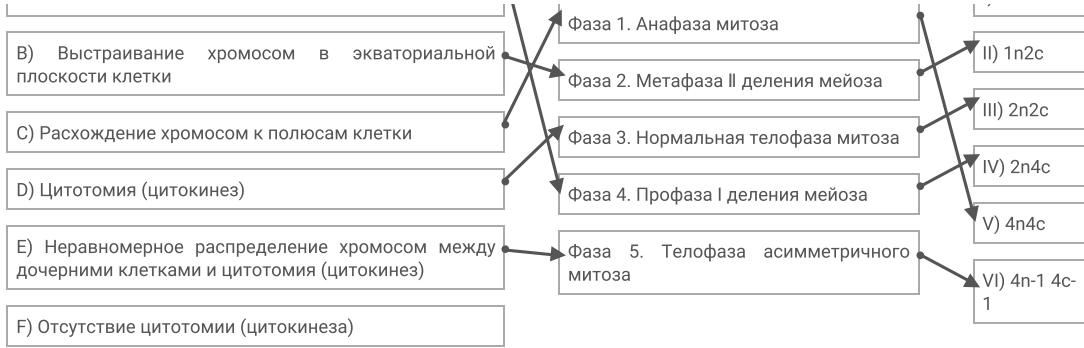 B) Выстраивание хромосом в экваториальной
плоскости клетки
C) Расхождение хромосом к полюсам клетки
D) Цитотомия (цитокинез)
E) Неравномерное распределение хромосом между
дочерними клетками и цитотомия (цитокинез)
F) Отсутствие цитотомии (цитокинеза)
Фаза 1. Анафаза митоза
Фаза 2. Метафаза II деления мейоза
Фаза 3. Нормальная телофаза митоза
Фаза 4. Профаза I деления мейоза
Фаза 5. Телофаза асимметричного
митоза
II) 1n2c
III) 2n2c
IV) 2n4c
V) 4n4c
VI) 4n-1 4c-
1